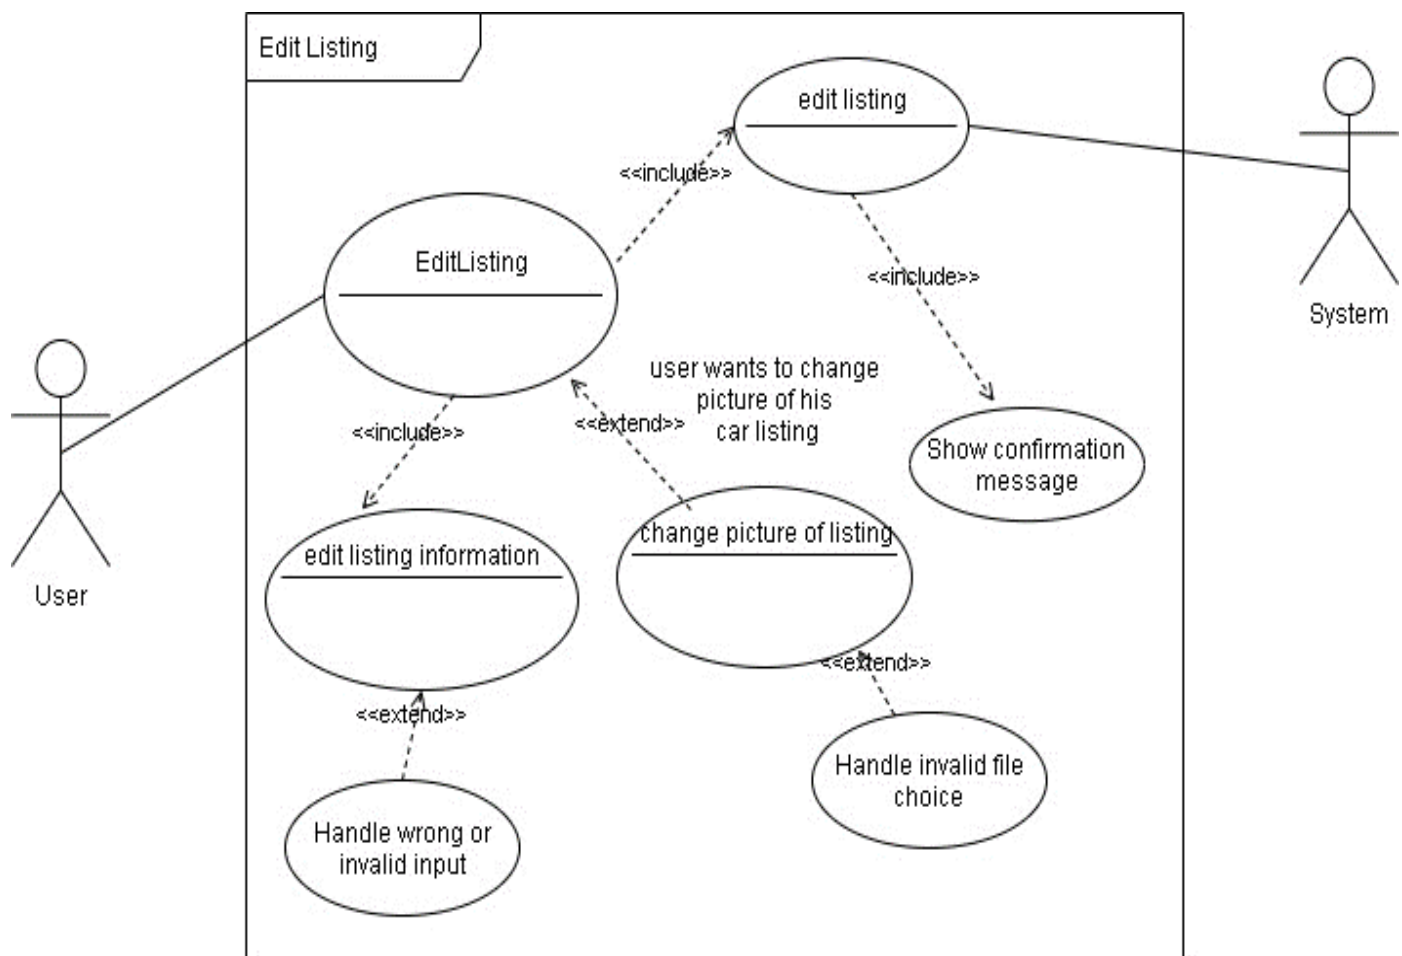 Edit Listing
edit listing
<<include>>
EditListing
<<include>>
System
user wants to change
picture of his
car listing
<<include>>
<<extend>>
Show confirmation
message
change picture of listing
edit listing information
User
<<extend>>
<<extend>>
Handle invalid file
choice
Handle wrong or
invalid input